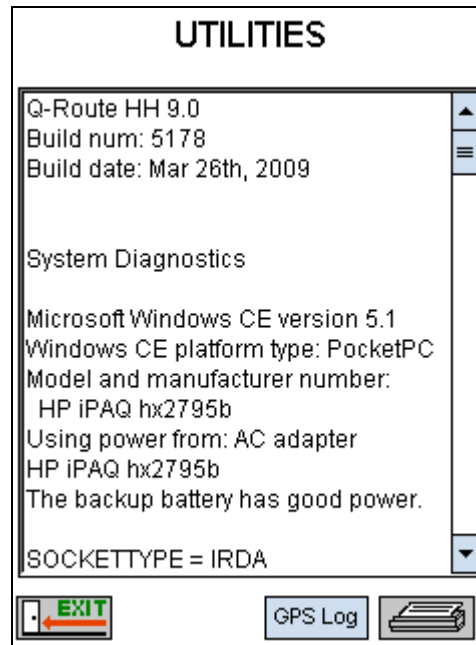 UTILITIES
Q-Route HH 9.0
Build num: 5178
Build date: Mar 26th, 2009
System Diagnostics
Microsoft Windows CE version 5.1
Windows CE platform type: PocketPC
Model and manufacturer number:
HP iPAQ hx2795b
Using power from: AC adapter
HP iPAQ hx2795b
The backup battery has good power.
SOCKETTYPE = IRDA
EXIT
GPS Log